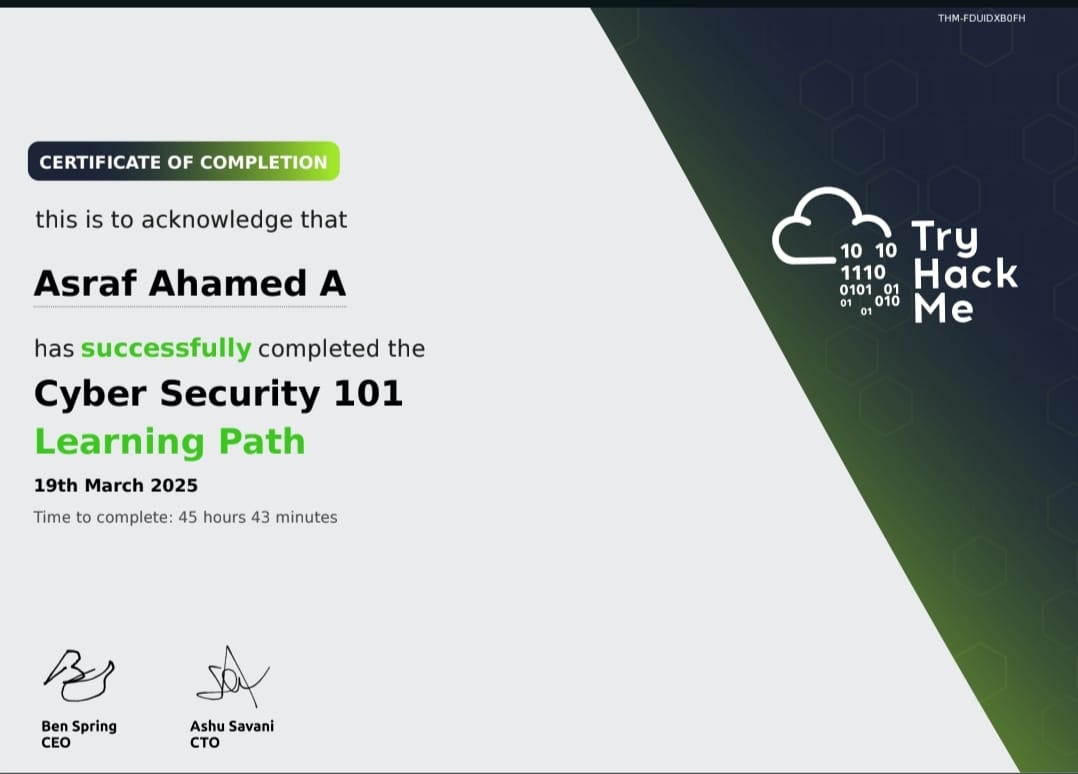 THM-FDUIDXB0FH
CERTIFICATE OF COMPLETION
this is to acknowledge that
Asraf Ahamed A
has successfully completed the
Cyber Security 101
Learning Path
19th March 2025
Time to complete: 45 hours 43 minutes
10 10
1110
0101 01
01 010
01
Try
Hack
Me
Ben Spring
CEO
Ashu Savani
CTO